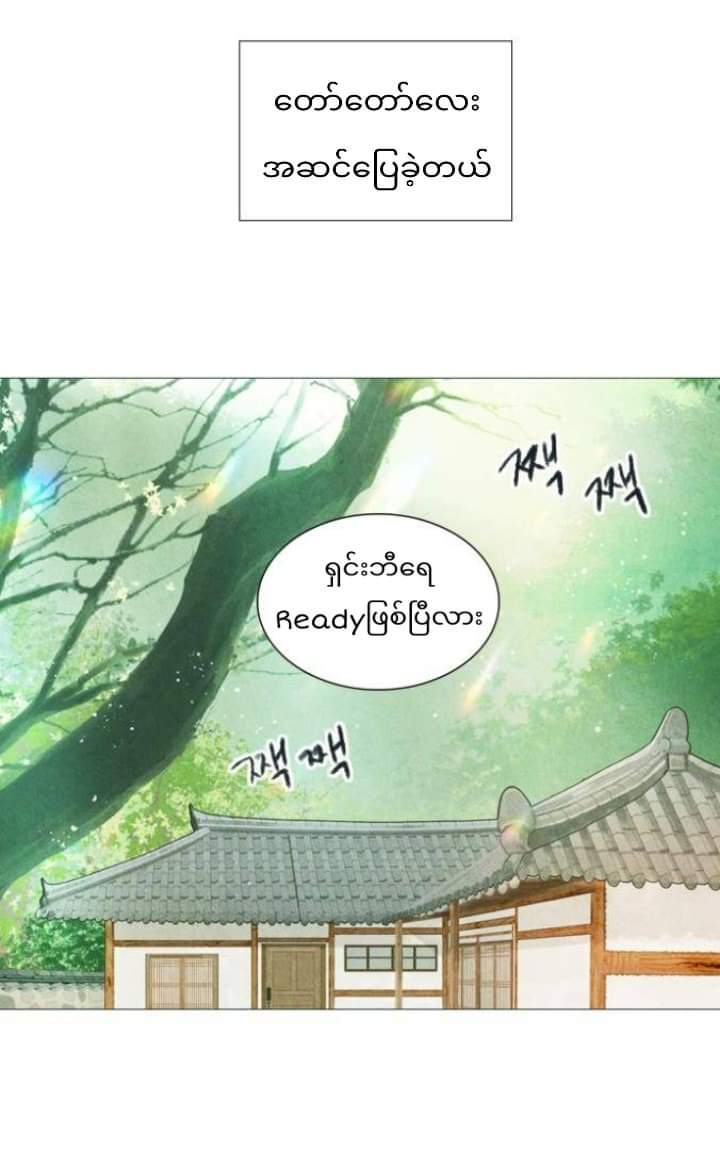 တော်တော်လေး
အဆင်ပြေခဲ့တယ်
짹 짹
ရှင်းဘီရေ
Readyဖြစ်ပြီလား
짹 짹